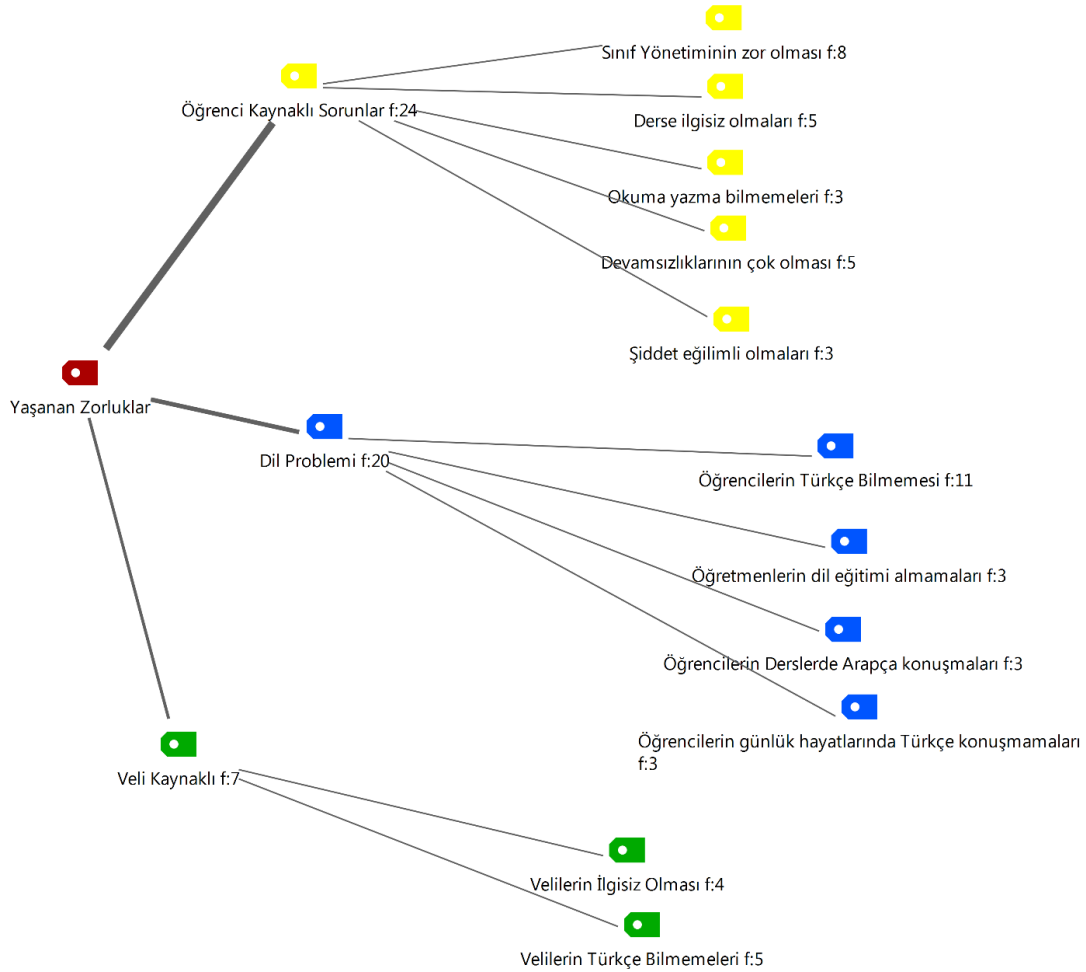 Sınıf Yönetiminin zor olması f:8
Öğrenci Kaynaklı Sorunlar f:24
Derse ilgisiz olmaları f:5
Okuma yazma bilmemeleri f:3
Devamsızlıklarının çok olması f:5
Şiddet eğilimli olmaları f:3
Yaşanan Zorluklar
Dil Problemi f:20
Öğrencilerin Türkçe Bilmemesi f:11
Öğretmenlerin dil eğitimi almamaları f:3
Öğrencilerin Derslerde Arapça konuşmaları f:3
Öğrencilerin günlük hayatlarında Türkçe konuşmamaları
f:3
Veli Kaynaklı f:7
Velilerin İlgisiz Olması f:4
Velilerin Türkçe Bilmemeleri f:5